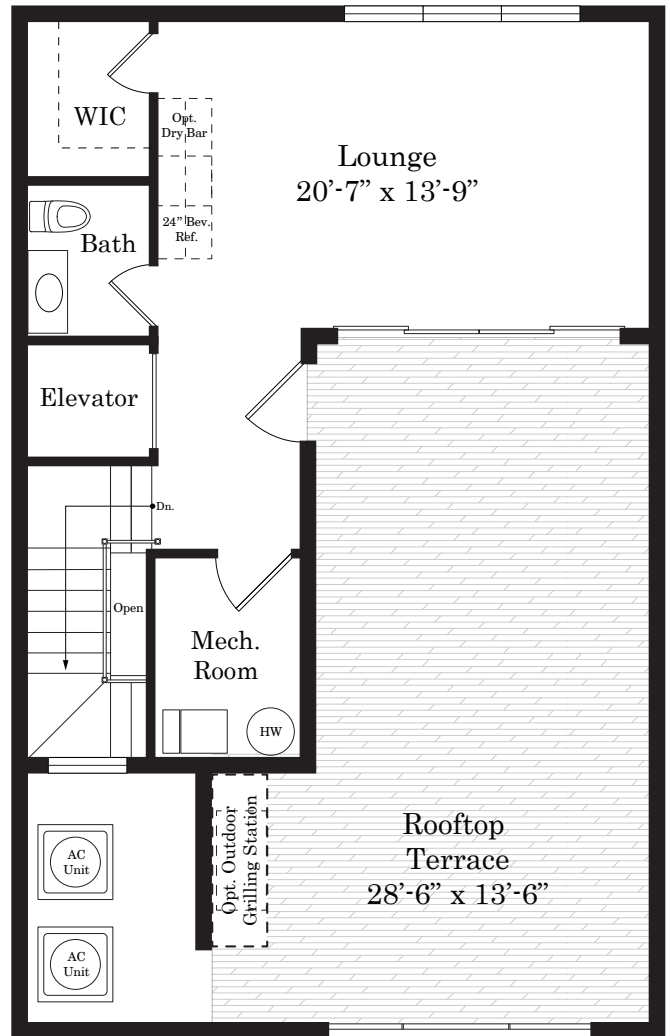 WIC
Opt.
Dry Bar
Lounge
20’-7” x 13’-9”
24” Bev.
Ref.
Bath
Elevator
Dn.
Open
Mech.
Room
HW
Opt. Outdoor
Grilling Station
Rooftop
Terrace
28’-6” x 13’-6”
AC
Unit
AC
Unit